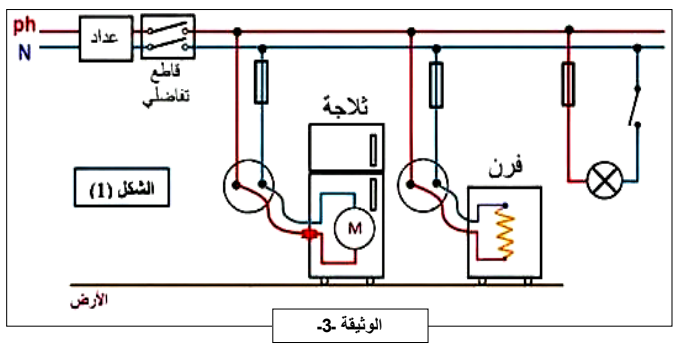 ph
N
عداد
قاطع
تفاضلي
ثلاجة
فرن
M
الشكل (1)
الأرض
الوثيقة -3-